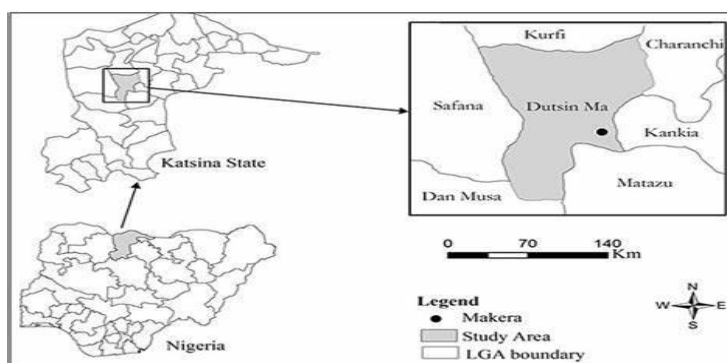 Kurfi
Charanchi
Safana
Dutsin Ma
Kankia
Katsina State
Dan Musa
Matazu
0 70 140
Km
Legend
Makera
Study Area
LGA boundary
N
W E
S
Nigeria